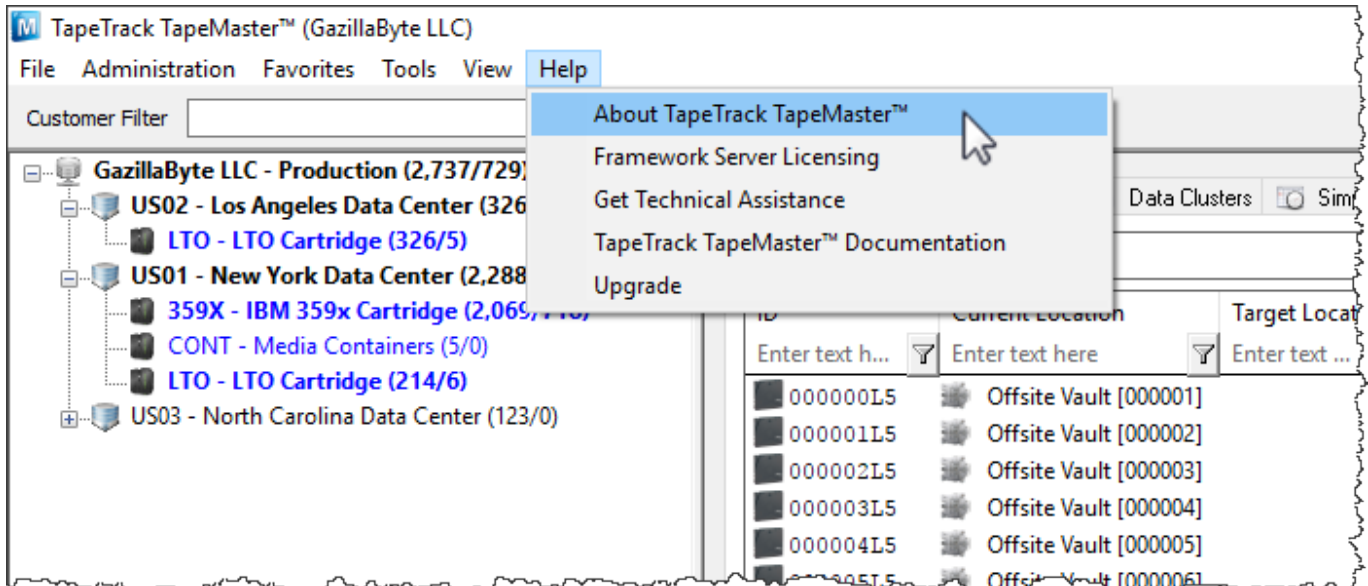 TapeTrack TapeMaster™ (GazillaByte LLC)
File Administration Favorites Tools View Help
Customer Filter
About TapeTrack TapeMaster™
Framework Server Licensing
Get Technical Assistance
TapeTrack TapeMaster™ Documentation
Upgrade
GazillaByte LLC - Production (2,737/729)
US02 - Los Angeles Data Center (326
LTO - LTO Cartridge (326/5)
US01 - New York Data Center (2,288
359X - IBM 359x Cartridge (2,069/
CONT - Media Containers (5/0)
LTO - LTO Cartridge (214/6)
US03 - North Carolina Data Center (123/0)
Data Clusters
ID Current Location Target Locat
Enter text h... Enter text here Enter text ...
000000L5 Offsite Vault [000001]
000001L5 Offsite Vault [000002]
000002L5 Offsite Vault [000003]
000003L5 Offsite Vault [000004]
000004L5 Offsite Vault [000005]
Offsite Vault [000006]